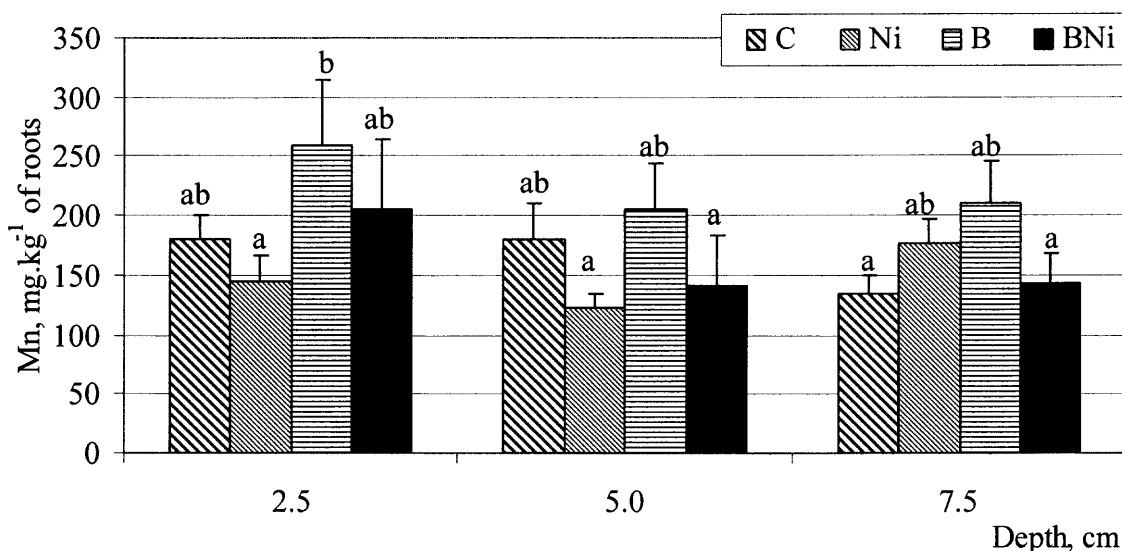 Mn, mg.kg⁻¹ of roots
350
300
250
200
150
100
50
0
C Ni B BNi
ab a b ab
ab a ab a
a ab ab a
2.5 5.0 7.5
Depth, cm